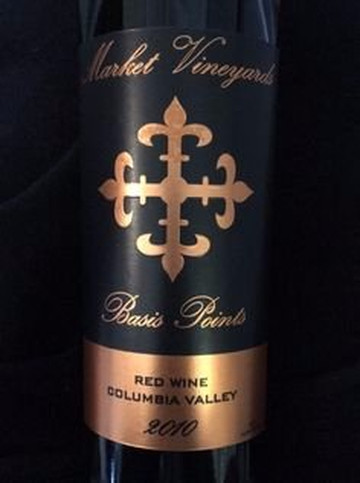 Market Vineyards
Basis Points
RED WINE
COLUMBIA VALLEY
2010